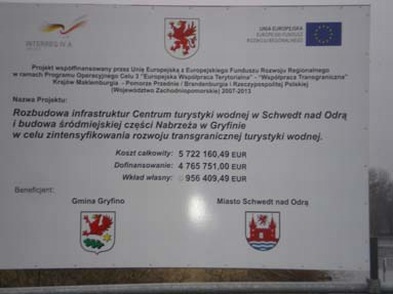 INTERREG IV A
UNIA EUROPEJSKA
EUROPEJSKI FUNDUSZ
ROZWOJU REGIONALNEGO
Projekt współfinansowany przez Unię Europejską z Europejskiego Funduszu Rozwoju Regionalnego
w ramach Programu Operacyjnego Celu 3 "Europejska Współpraca Terytorialna" - "Współpraca Transgraniczna"
Krajów Meklemburgia - Pomorze Przednie / Brandenburgia i Rzeczypospolitej Polskiej
(Województwo Zachodniopomorskie) 2007-2013
Nazwa Projektu:
Rozbudowa infrastruktur Centrum turystyki wodnej w Schwedt nad Odrą
i budowa śródmiejskiej części Nabrzeża w Gryfinie
w celu zintensyfikowania rozwoju transgranicznej turystyki wodnej.
Koszt całkowity: 5 722 160,49 EUR
Dofinansowanie: 4 765 751,00 EUR
Wkład własny: 956 409,49 EUR
Beneficjent:
Gmina Gryfino Miasto Schwedt nad Odrą